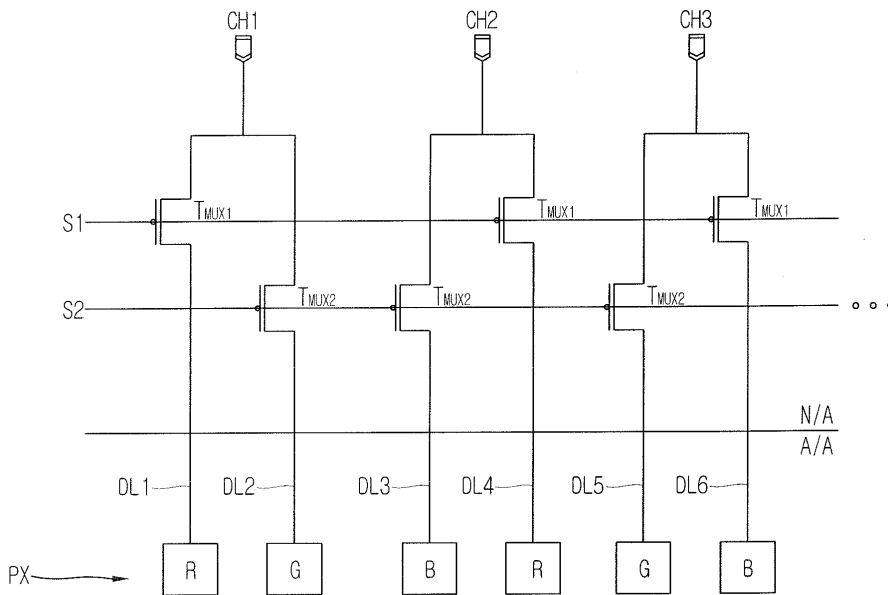 CH1 CH2 CH3
S1 TMUX1 TMUX1 TMUX1
S2 TMUX2 TMUX2 TMUX2
N/A
A/A
DL1 DL2 DL3 DL4 DL5 DL6
PX R G B R G B